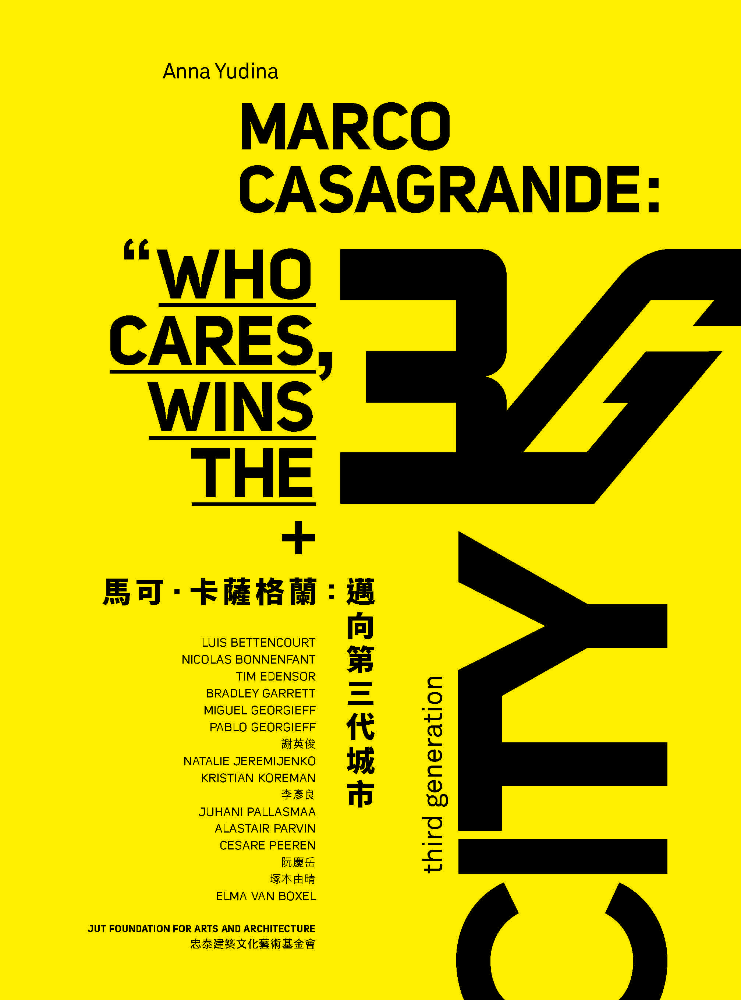 Anna Yudina
MARCO
CASAGRANDE:
“WHO
CARES,
WINS
THE
3G
+
馬可·卡薩格蘭：邁向第三代城市
LUIS BETTENCOURT
NICOLAS BONNENFANT
TIM EDENSOR
BRADLEY GARRETT
MIGUEL GEORGIEFF
PABLO GEORGIEFF
謝英俊
NATALIE JEREMIJENKO
KRISTIAN KOREMAN
李彥良
JUHANI PALLASMAA
ALASTAIR PARVIN
CESARE PEEREN
阮慶岳
塚本由晴
ELMA VAN BOXEL
JUT FOUNDATION FOR ARTS AND ARCHITECTURE
忠泰建築文化藝術基金會
third generation
CITY